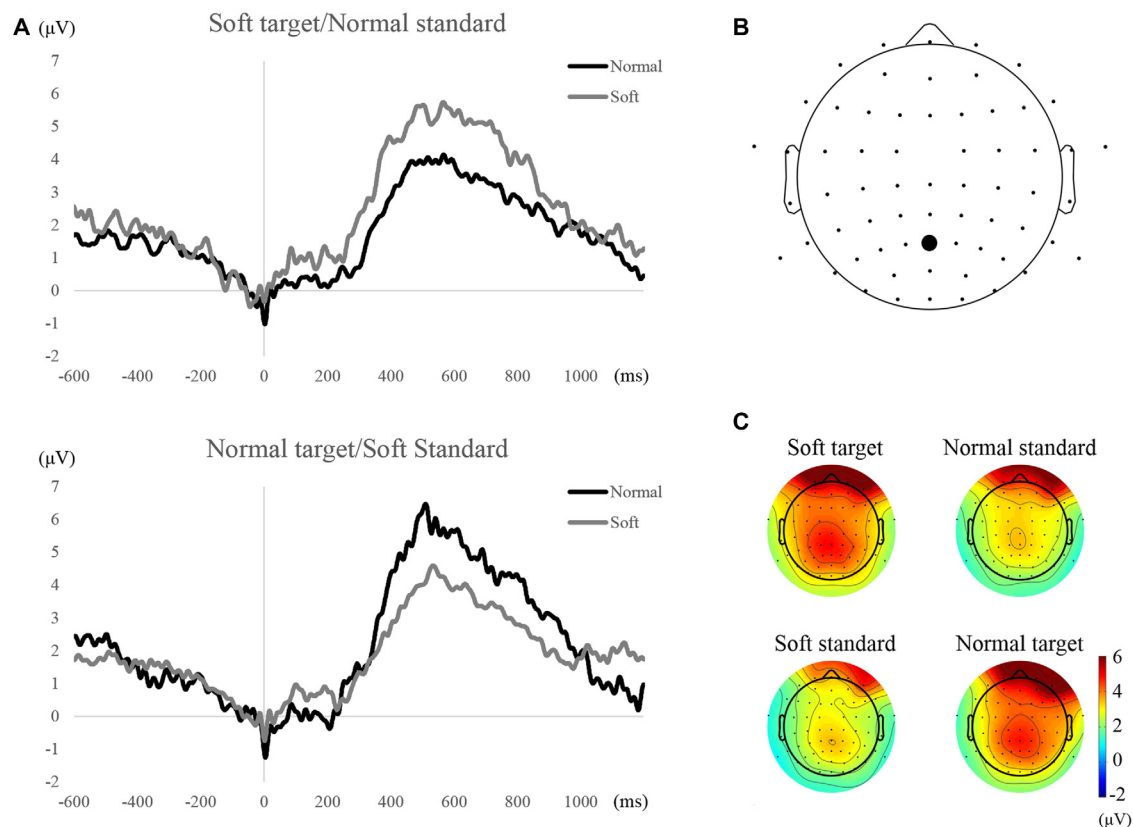 A (µV) Soft target/Normal standard
7
Normal
6
Soft
5
4
3
2
1
0
-1
-2
-600 -400 -200 0 200 400 600 800 1000 (ms)
(µV) Normal target/Soft Standard
7
Normal
6
Soft
5
4
3
2
1
0
-1
-2
-600 -400 -200 0 200 400 600 800 1000 (ms)
B
C
Soft target Normal standard
Soft standard Normal target
6
4
2
0
-2
(µV)